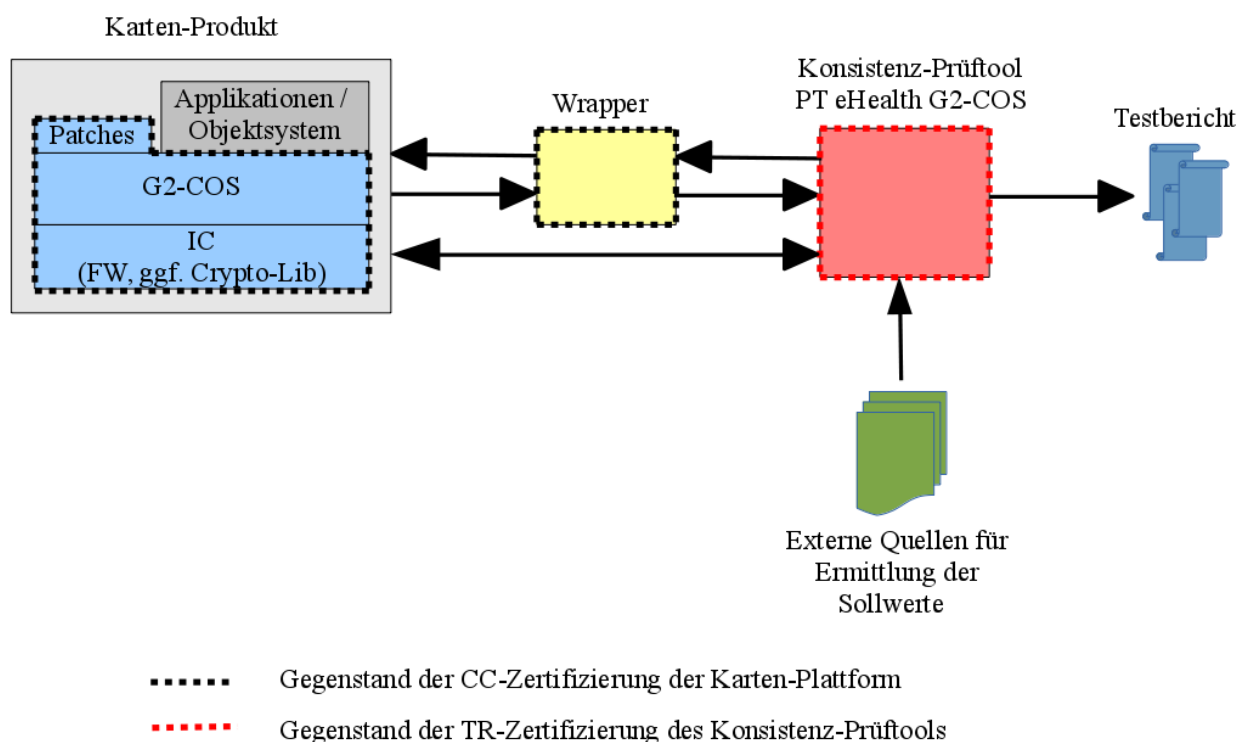 Karten-Produkt
Applikationen /
Objektsystem
Patches
G2-COS
IC
(FW, ggf. Crypto-Lib)
Wrapper
Konsistenz-Prüftool
PT eHealth G2-COS
Testbericht
Externe Quellen für
Ermittlung der
Sollwerte
Gegenstand der CC-Zertifizierung der Karten-Plattform
Gegenstand der TR-Zertifizierung des Konsistenz-Prüftools